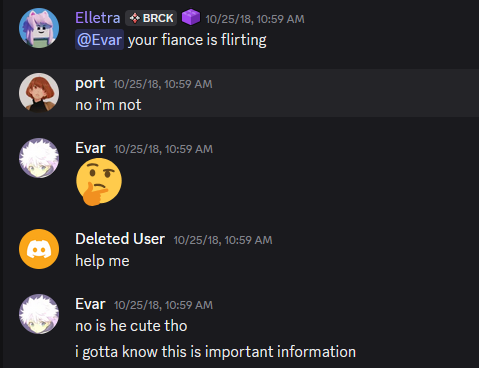 Elletra BRCK 10/25/18, 10:59 AM
@Evar your fiance is flirting
port 10/25/18, 10:59 AM
no i'm not
Evar 10/25/18, 10:59 AM
Deleted User 10/25/18, 10:59 AM
help me
Evar 10/25/18, 10:59 AM
no is he cute tho
i gotta know this is important information